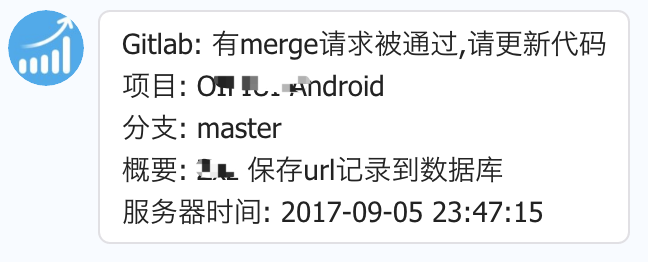 Gitlab: 有merge请求被通过,请更新代码
项目: Android
分支: master
概要: 保存url记录到数据库
服务器时间: 2017-09-05 23:47:15